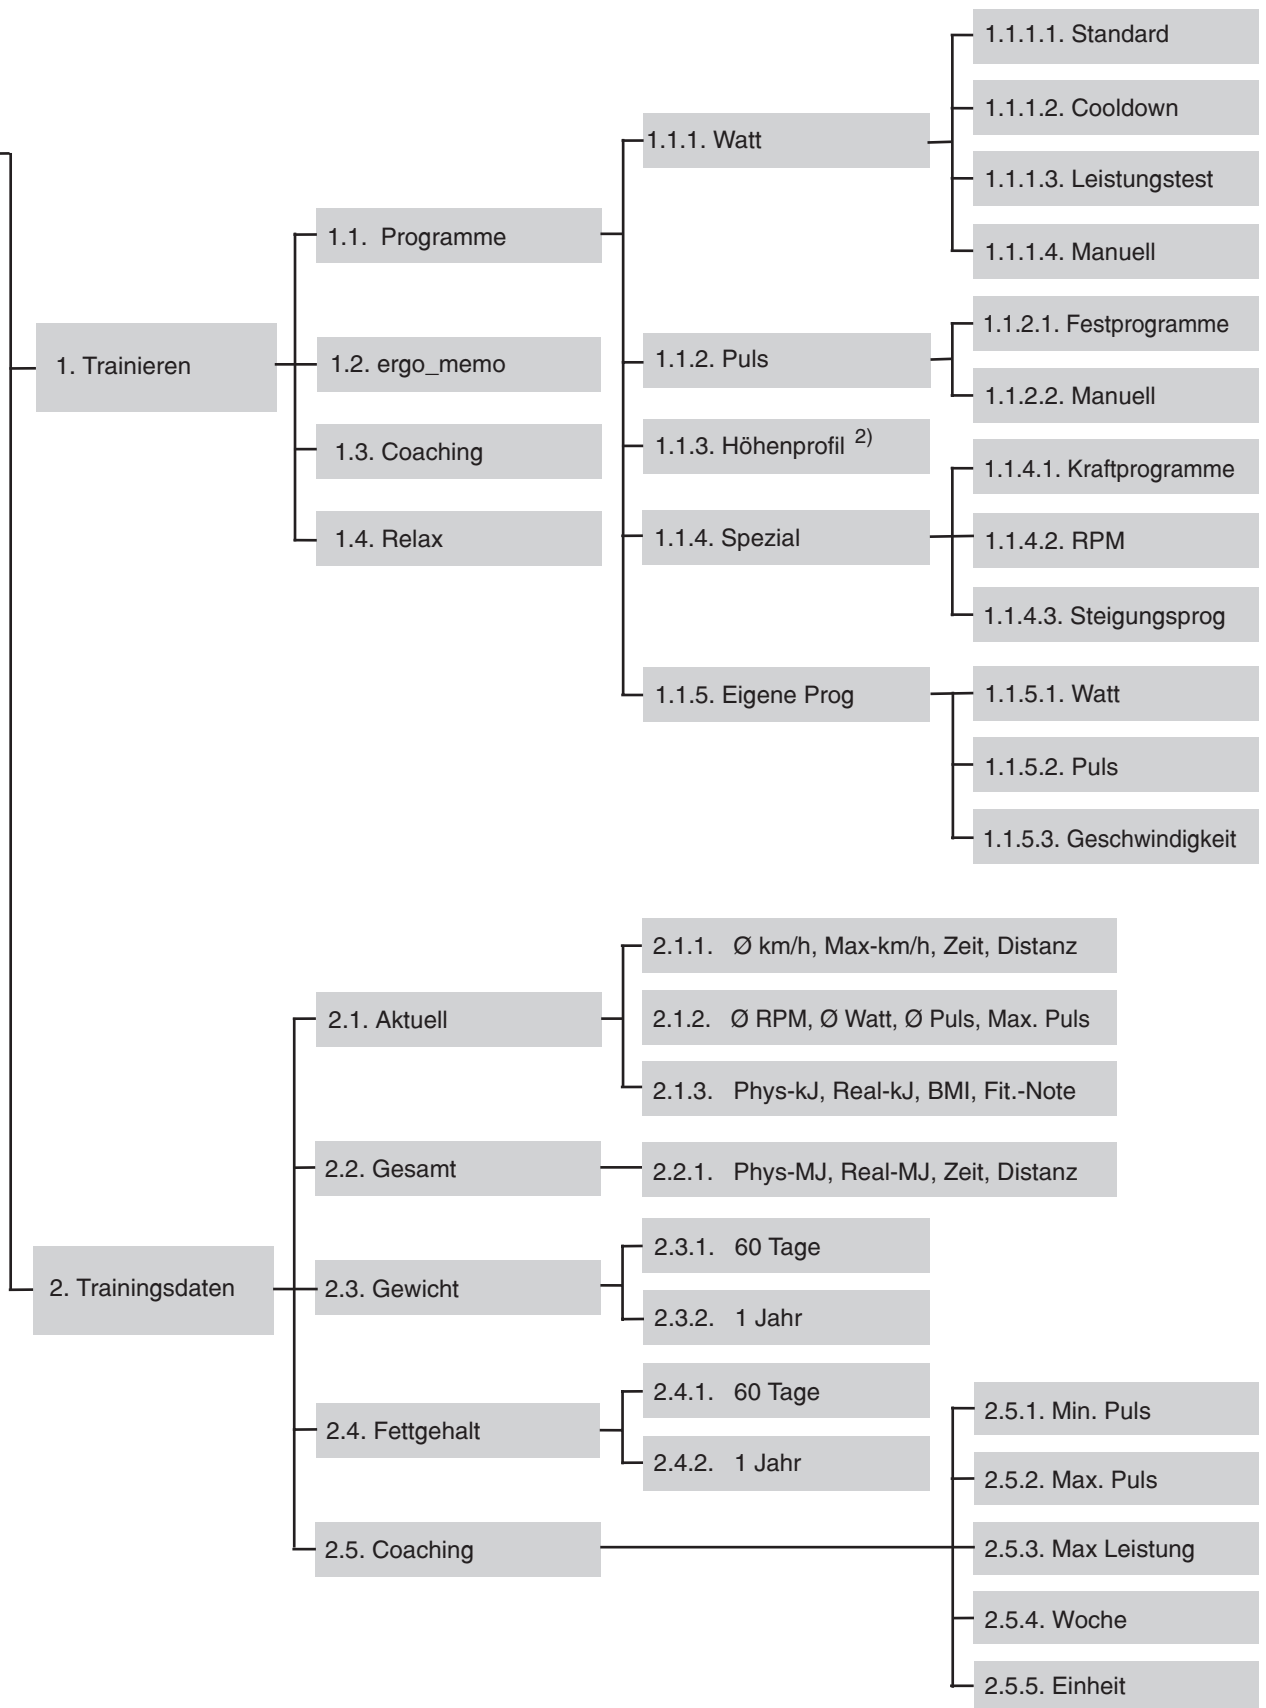 1. Trainieren
1.1.  Programme
1.1.1. Watt
1.1.1.1. Standard
1.1.1.2. Cooldown
1.1.1.3. Leistungstest
1.1.1.4. Manuell
1.1.2. Puls
1.1.2.1. Festprogramme
1.1.2.2. Manuell
1.1.3. Höhenprofil 2)
1.1.4. Spezial
1.1.4.1. Kraftprogramme
1.1.4.2. RPM
1.1.4.3. Steigungsprog
1.1.5. Eigene Prog
1.1.5.1. Watt
1.1.5.2. Puls
1.1.5.3. Geschwindigkeit
1.2. ergo_memo
1.3. Coaching
1.4. Relax
2. Trainingsdaten
2.1. Aktuell
2.1.1.   Ø km/h, Max-km/h, Zeit, Distanz
2.1.2.   Ø RPM, Ø Watt, Ø Puls, Max. Puls
2.1.3.   Phys-kJ, Real-kJ, BMI, Fit.-Note
2.2. Gesamt
2.2.1.   Phys-MJ, Real-MJ, Zeit, Distanz
2.3. Gewicht
2.3.1.   60 Tage
2.3.2.   1 Jahr
2.4. Fettgehalt
2.4.1.   60 Tage
2.4.2.   1 Jahr
2.5. Coaching
2.5.1. Min. Puls
2.5.2. Max. Puls
2.5.3. Max Leistung
2.5.4. Woche
2.5.5. Einheit